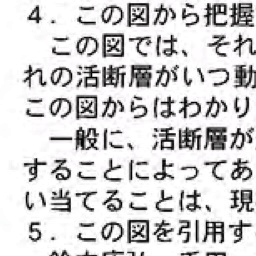 4．この図から把握
この図では、それ
れの活断層がいつ動
この図からはわかり
一般に、活断層が
することによってあ
い当てることは、現
5．この図を引用す